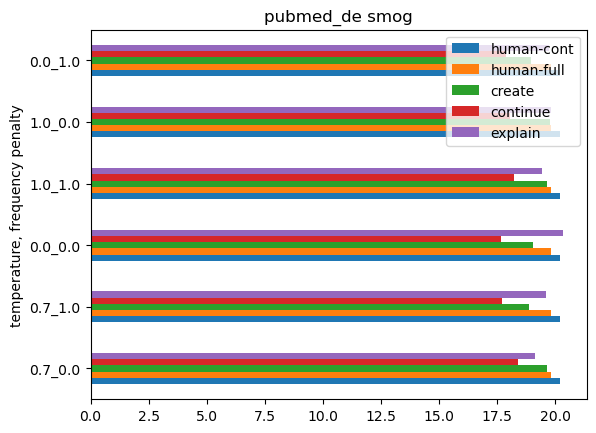 pubmed_de smog
human-cont
human-full
create
continue
explain
temperature, frequency penalty
0.0_1.0
1.0_0.0
1.0_1.0
0.0_0.0
0.7_1.0
0.7_0.0
0.0 2.5 5.0 7.5 10.0 12.5 15.0 17.5 20.0